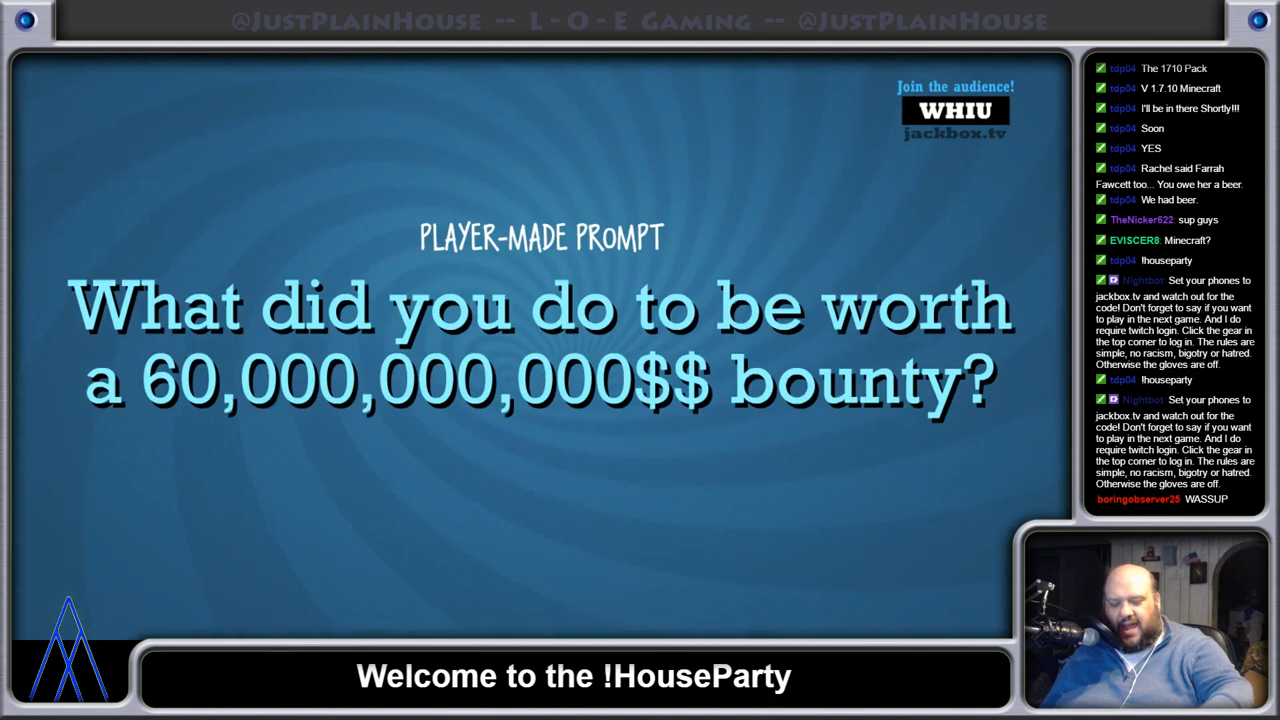 @JustPlainHouse -- L-O-E Gaming -- @JustPlainHouse
Join the audience!
WHIU
jackbox.tv
PLAYER-MADE PROMPT
What did you do to be worth
a 60,000,000,000$$ bounty?
tdp04 The 1710 Pack
tdp04 V 1.7.10 Minecraft
tdp04 I'll be in there Shortly!!!
tdp04 Soon
tdp04 YES
tdp04 Rachel said Farrah
Fawcett too... You owe her a beer.
tdp04 We had beer.
TheNicker622: sup guys
EVISCER8: Minecraft?
tdp04 !houseparty
Nightbot: Set your phones to
jackbox.tv and watch out for the
code! Don't forget to say if you want
to play in the next game. And I do
require twitch login. Click the gear in
the top corner to log in. The rules are
simple, no racism, bigotry or hatred.
Otherwise the gloves are off.
tdp04 !houseparty
Nightbot: Set your phones to
jackbox.tv and watch out for the
code! Don't forget to say if you want
to play in the next game. And I do
require twitch login. Click the gear in
the top corner to log in. The rules are
simple, no racism, bigotry or hatred.
Otherwise the gloves are off.
boringobserver25: WASSUP
Welcome to the !HouseParty